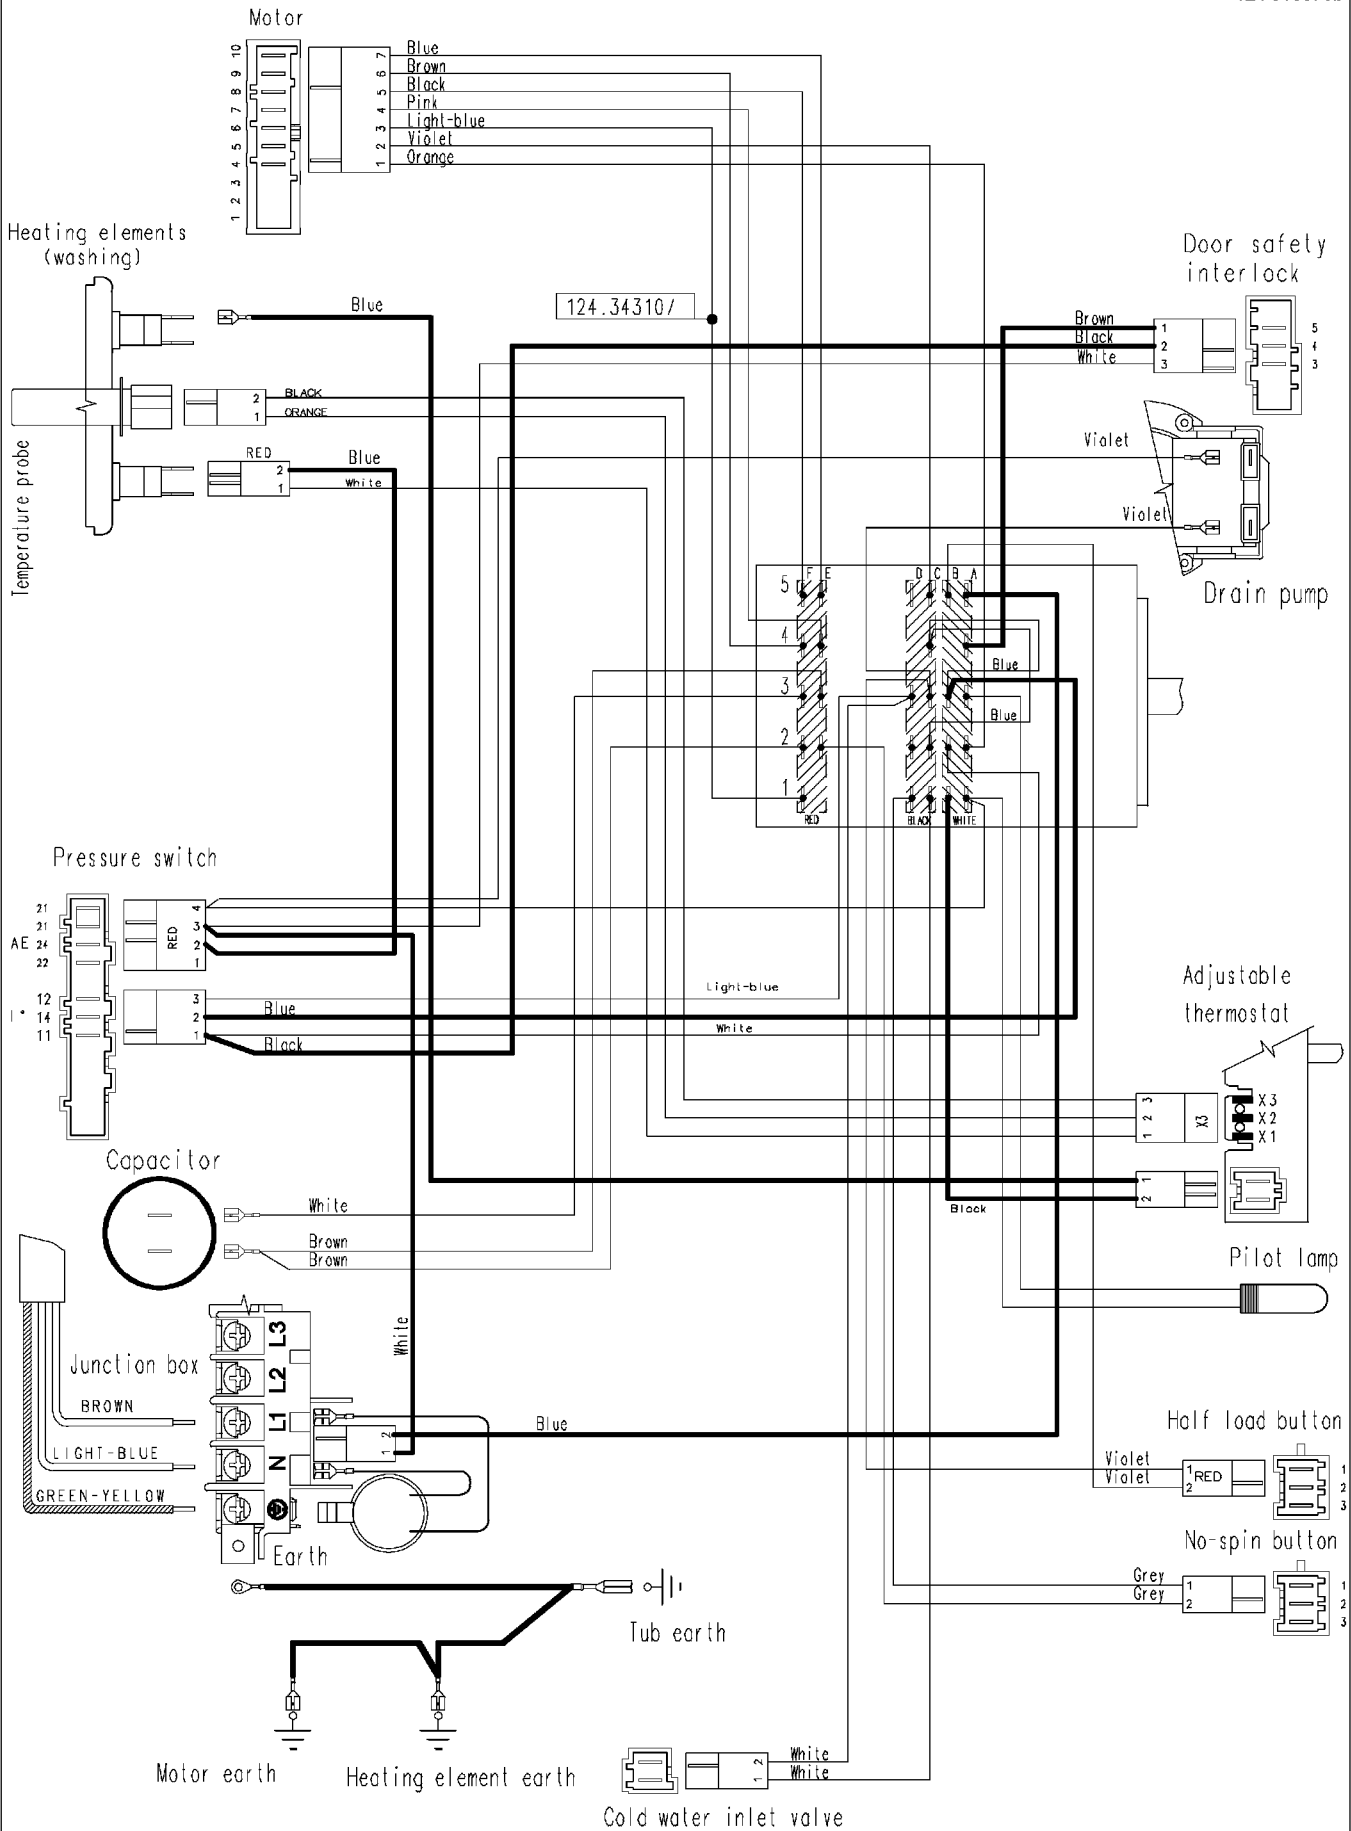 Motor
10
9
8
7
6
5
4
3
2
1
7
6
5
4
3
2
1
Blue
Brown
Black
Pink
Light-blue
Violet
Orange
Heating elements
(washing)
Blue
124.34310/
Door safety
interlock
Brown
Black
White
1
2
3
5
4
3
2
1
BLACK
ORANGE
Temperature probe
RED
2
1
Blue
White
Violet
Violet
Drain pump
5
4
3
2
1
F E
D C B A
Blue
Blue
RED
BLACK
WHITE
Pressure switch
21
21
AE 24
22
12
1° 14
11
RED
4
3
2
1
3
2
1
Light-blue
Blue
White
Black
Adjustable
thermostat
3
2
1
X3
X3
X2
X1
1
2
Black
Capacitor
White
Brown
Brown
Pilot lamp
White
Junction box
BROWN
LIGHT-BLUE
GREEN-YELLOW
L3
L2
L1
N
2
1
Blue
Half load button
Violet
Violet
1
2
RED
1
2
3
No-spin button
Grey
Grey
1
2
1
2
3
Earth
Tub earth
Motor earth
Heating element earth
2
1
White
White
Cold water inlet valve